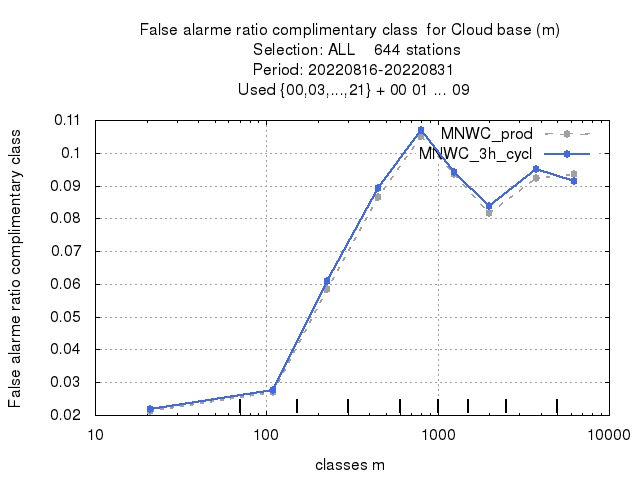 False alarme ratio complimentary class  for Cloud base (m)
Selection: ALL    644 stations
Period: 20220816-20220831
Used {00,03,...,21} + 00 01 ... 09
False alarme ratio complimentary class
0.11
0.1
0.09
0.08
0.07
0.06
0.05
0.04
0.03
0.02
MNWC_prod
MNWC_3h_cycl
10 100 1000 10000
classes m